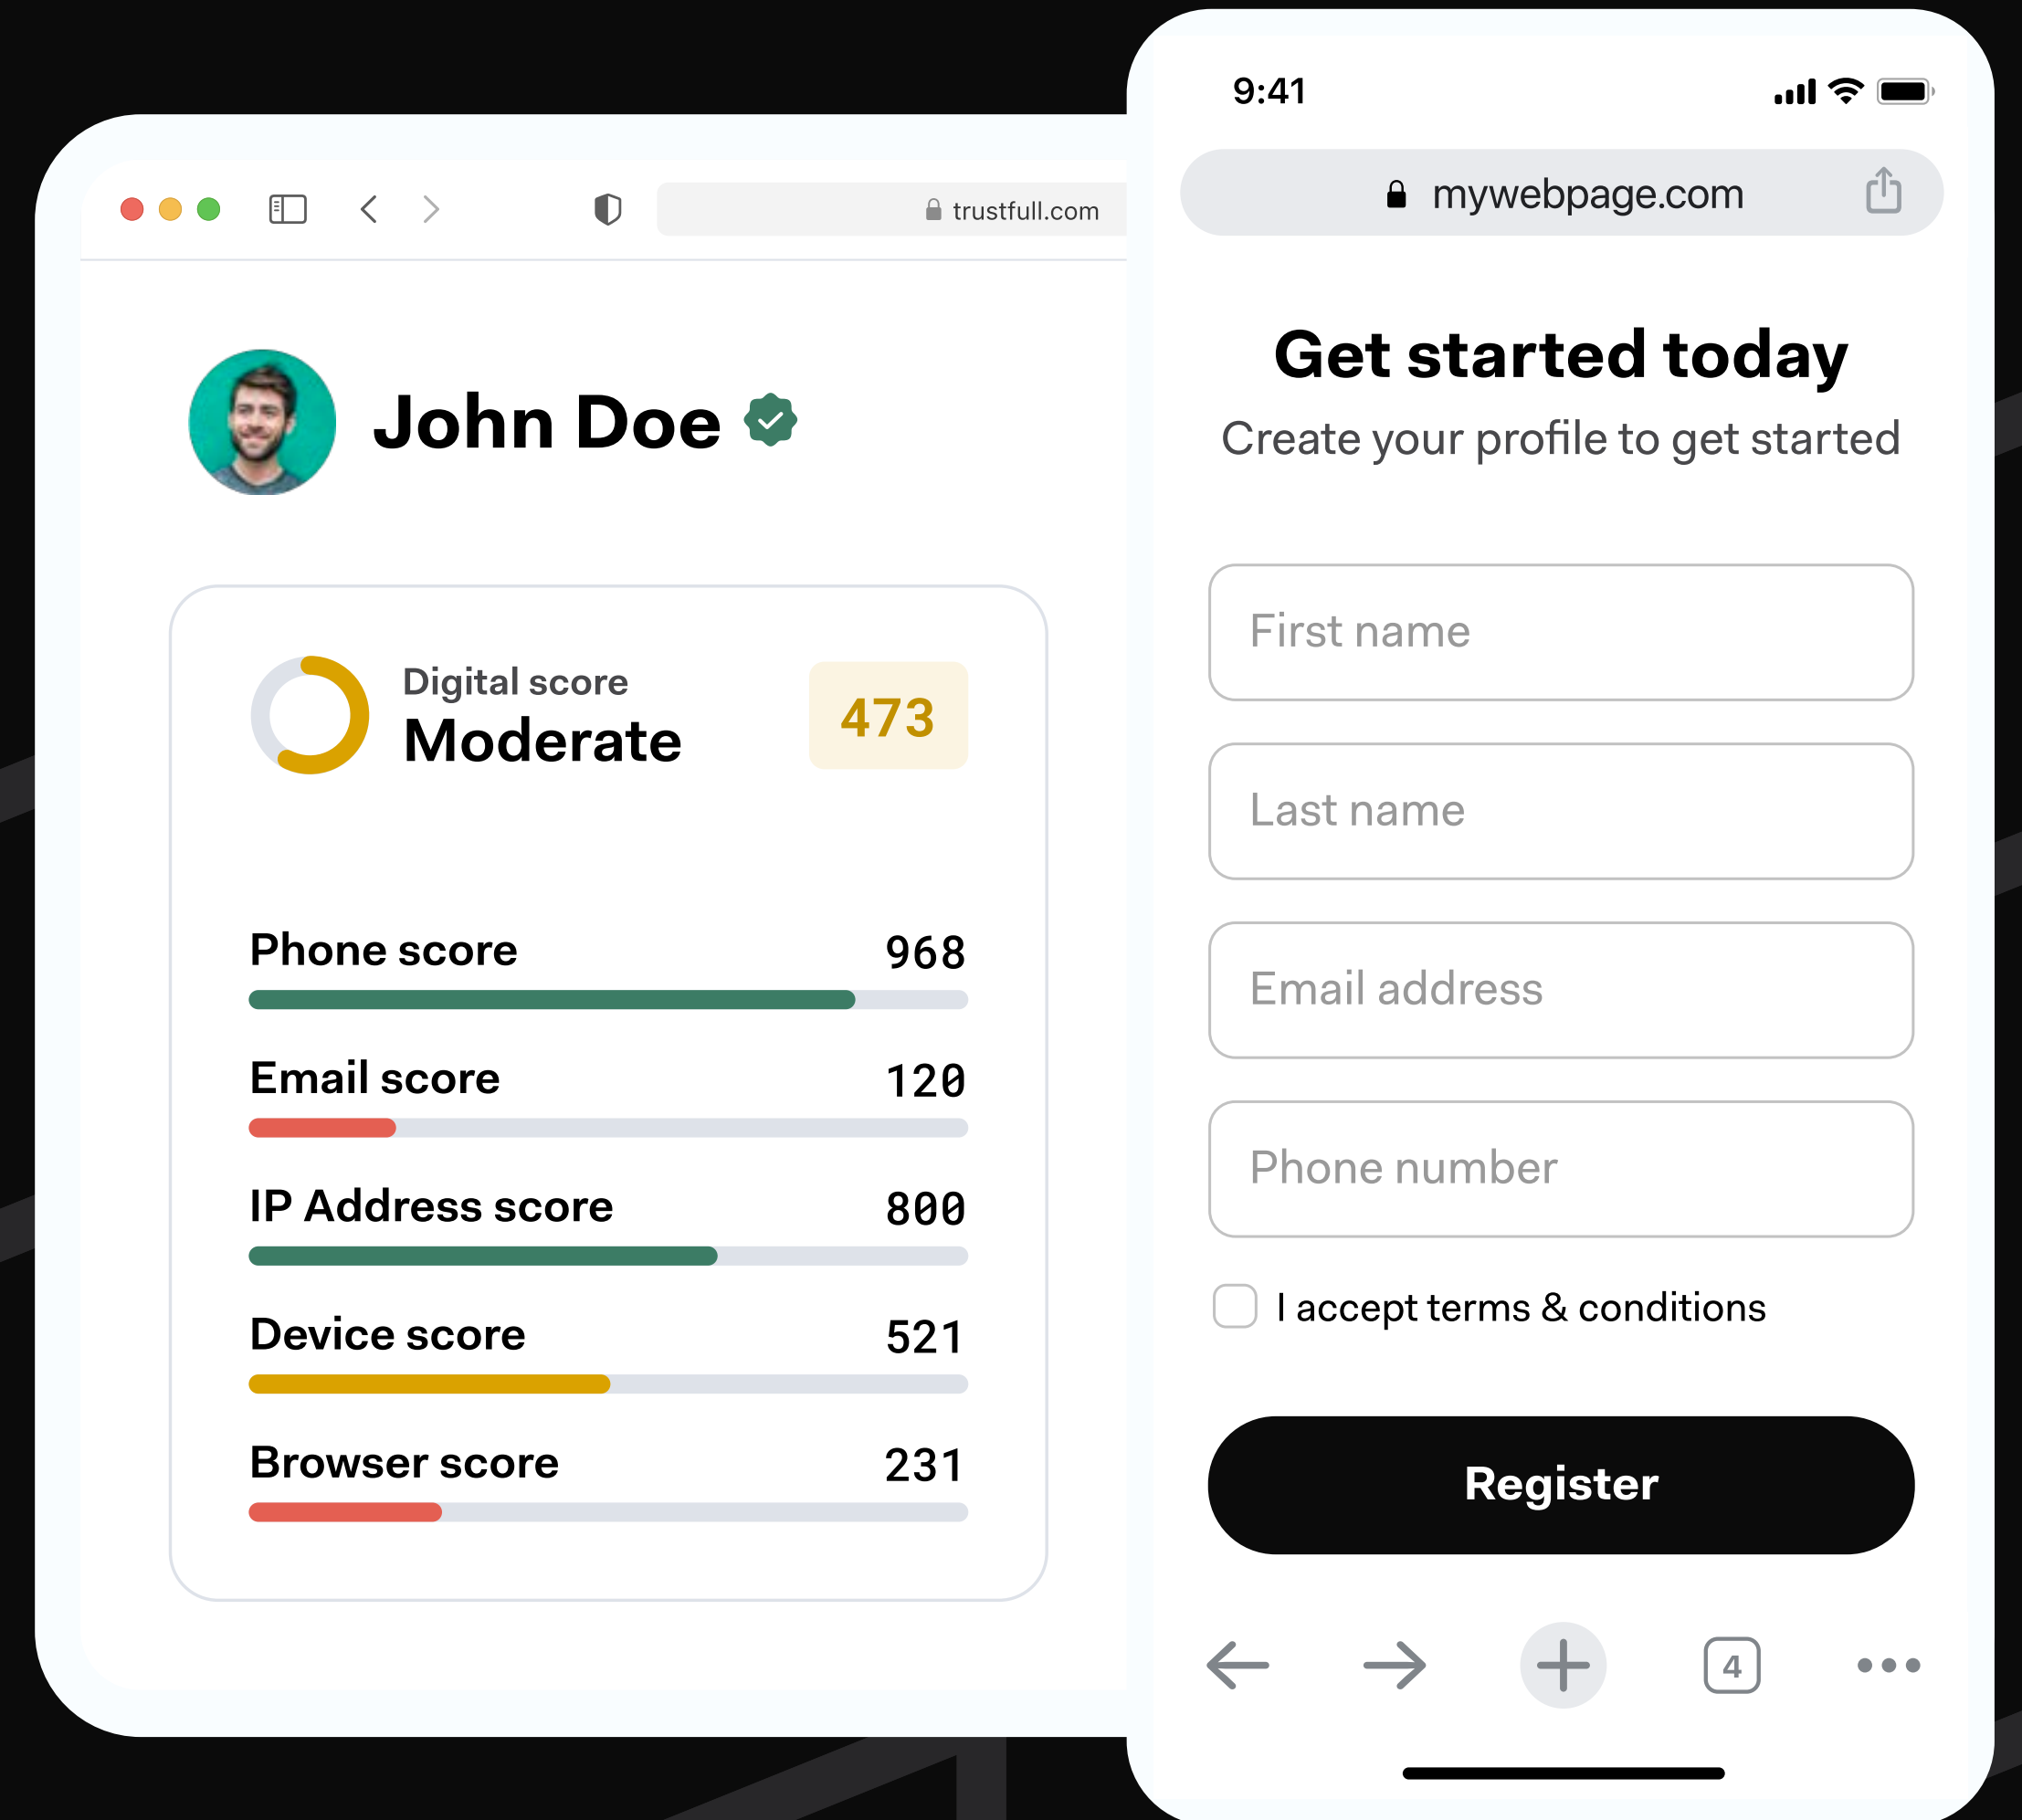 trustfull.com
John Doe
Digital score
Moderate
473
Phone score 968
Email score 120
IP Address score 800
Device score 521
Browser score 231
9:41
mywebpage.com
Get started today
Create your profile to get started
First name
Last name
Email address
Phone number
I accept terms & conditions
Register
4